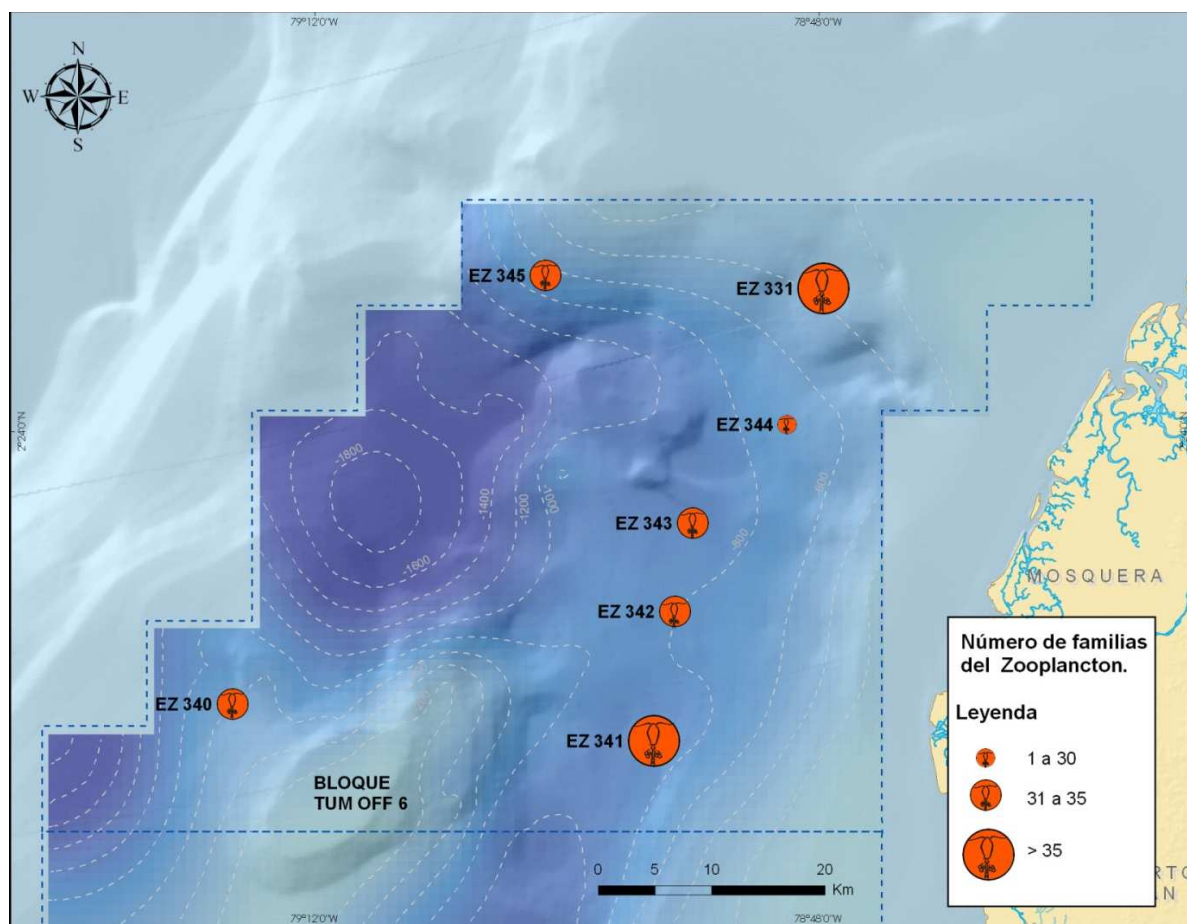 79°12'0"W
78°48'0"W
N
W
E
S
EZ 345
EZ 331
2°24'0"N
EZ 344
-1800
-1400
-1200
-1000
-600
EZ 343
-800
-1600
MOSQUERA
EZ 342
Número de familias
del Zooplancton.
EZ 340
Leyenda
EZ 341
1 a 30
BLOQUE
TUM OFF 6
31 a 35
> 35
0 5 10 20
Km
79°12'0"W
78°48'0"W